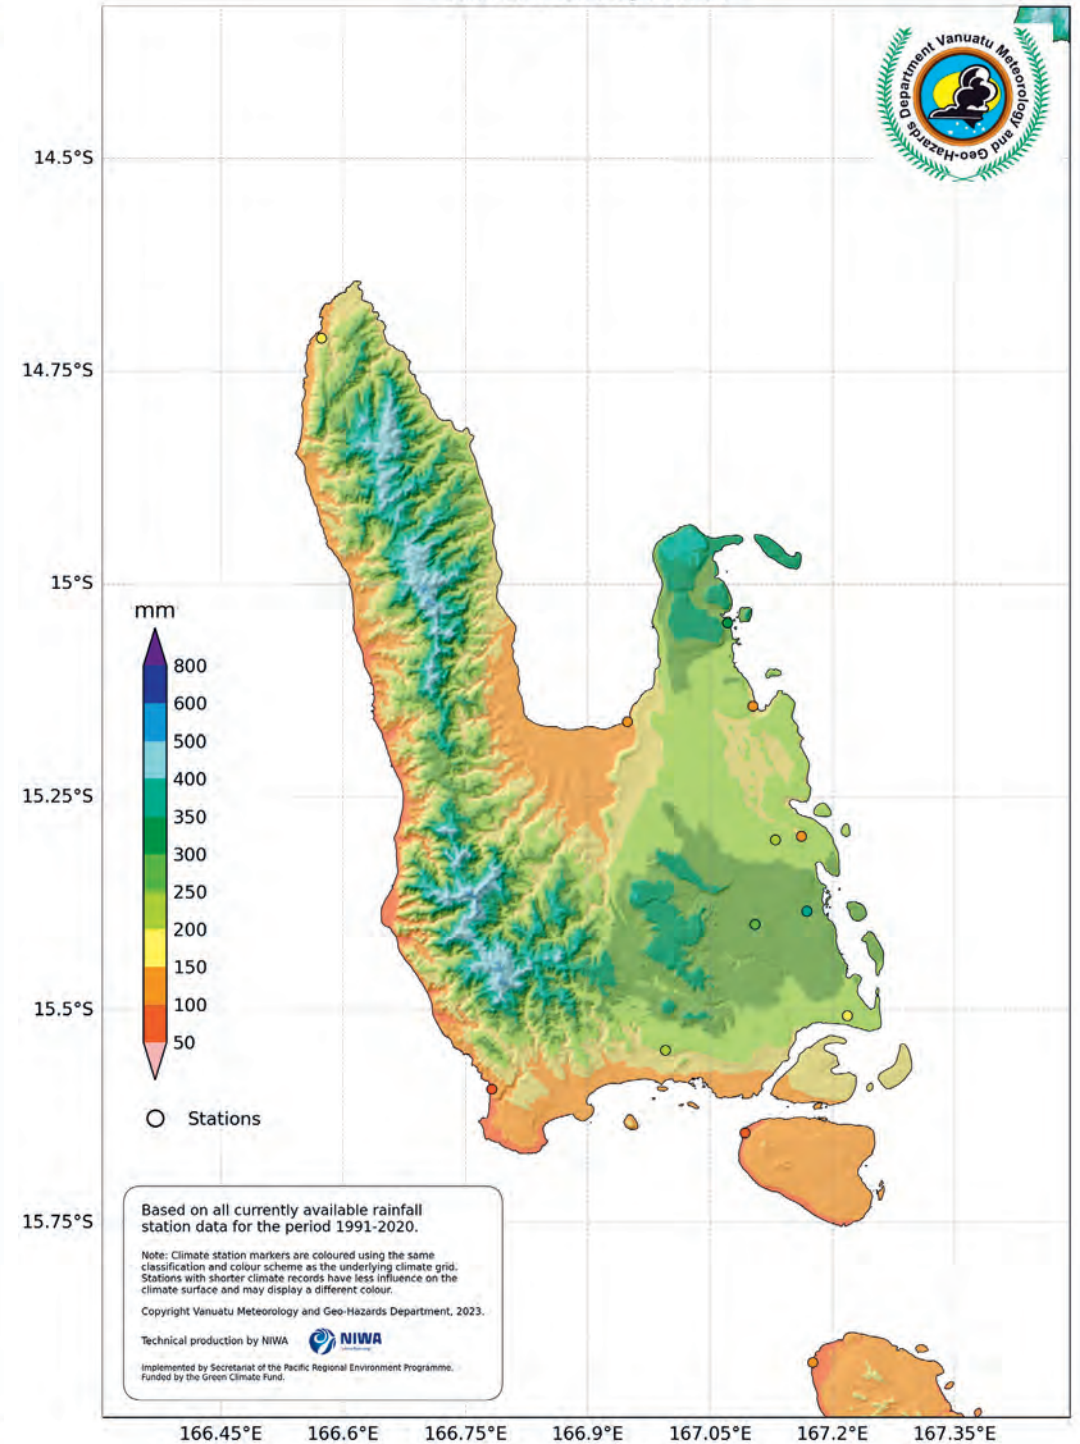 Vanuatu Meteorology and Geo-Hazards Department
14.5°S
14.75°S
15°S
15.25°S
15.5°S
15.75°S
mm
800
600
500
400
350
300
250
200
150
100
50
Stations
Based on all currently available rainfall
station data for the period 1991-2020.
Note: Climate station markers are coloured using the same
classification and colour scheme as the underlying climate grid.
Stations with shorter climate records have less influence on the
climate surface and may display a different colour.
Copyright Vanuatu Meteorology and Geo-Hazards Department, 2023.
Technical production by NIWA
NIWA
Implemented by Secretariat of the Pacific Regional Environment Programme.
Funded by the Green Climate Fund.
166.45°E 166.6°E 166.75°E 166.9°E 167.05°E 167.2°E 167.35°E